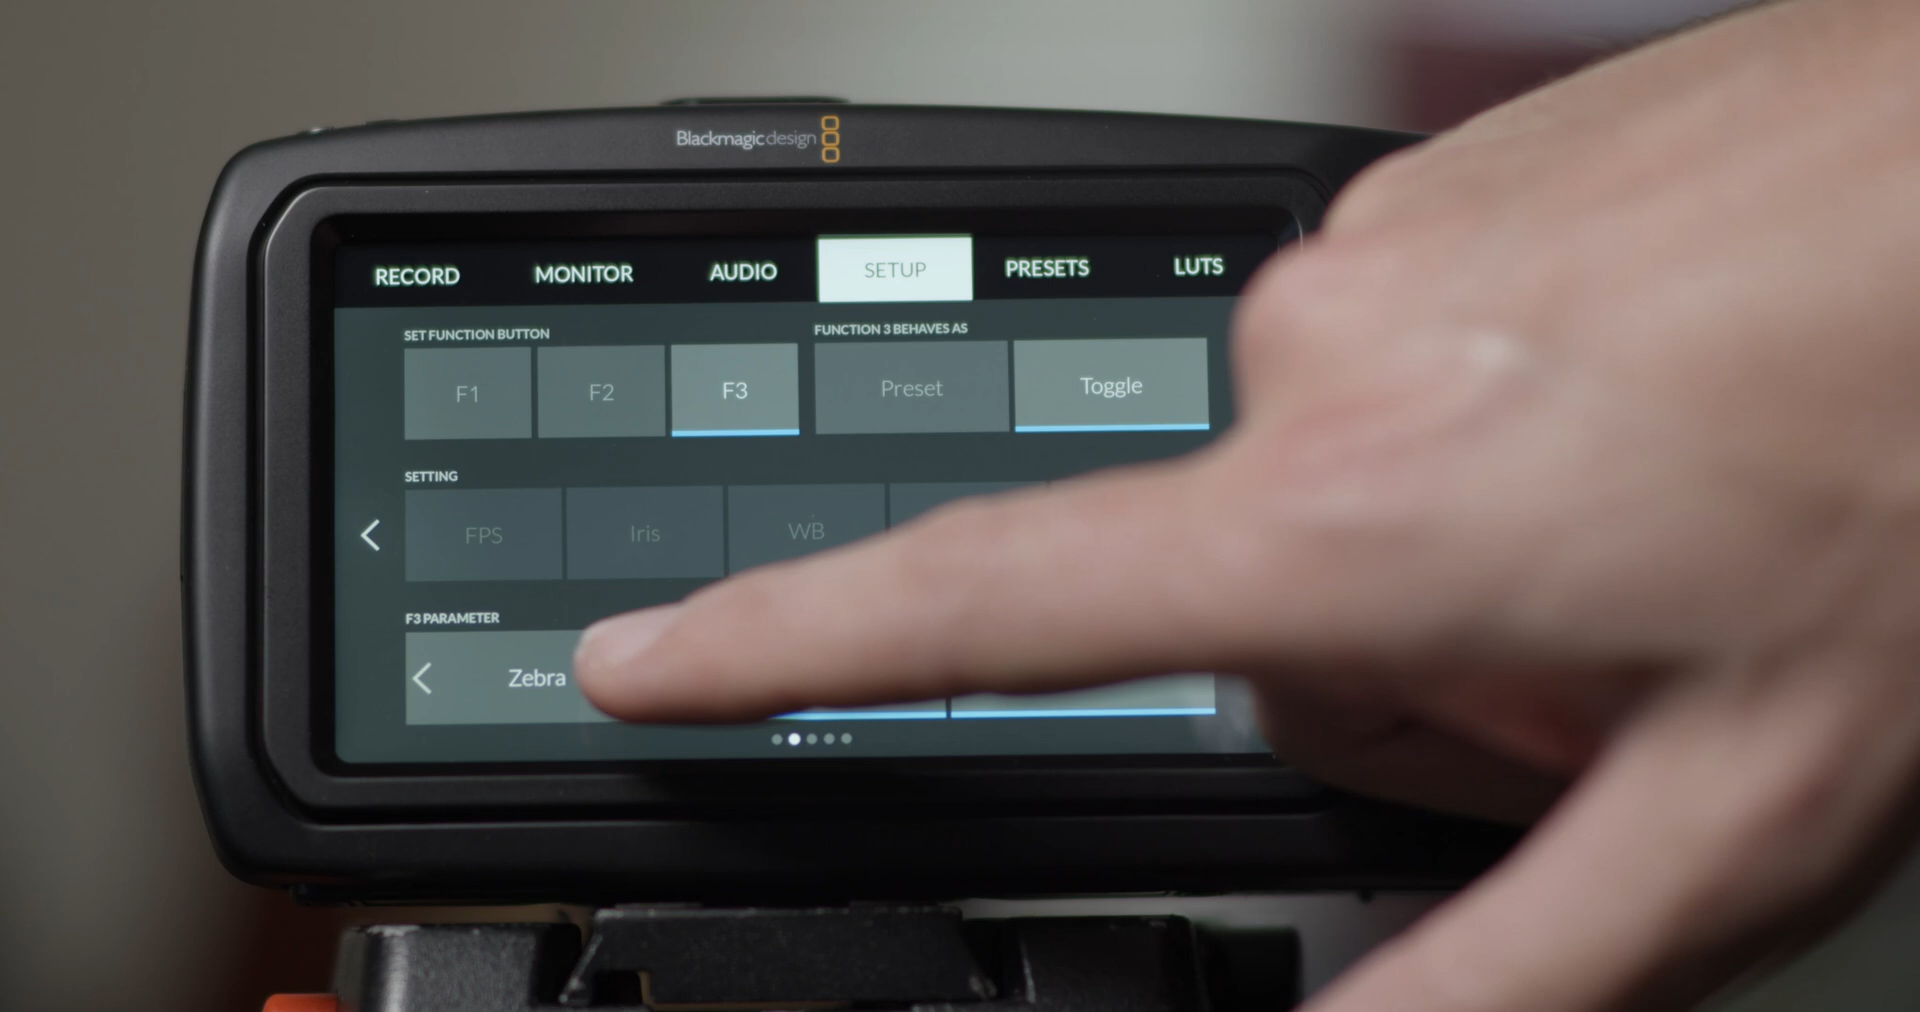 Blackmagicdesign
RECORD MONITOR AUDIO SETUP PRESETS LUTS
SET FUNCTION BUTTON FUNCTION 3 BEHAVES AS
F1 F2 F3 Preset Toggle
SETTING
FPS Iris WB
F3 PARAMETER
Zebra